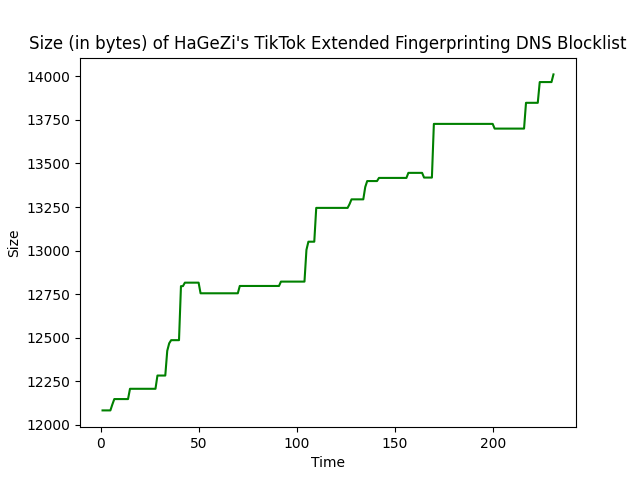 Size (in bytes) of HaGeZi's TikTok Extended Fingerprinting DNS Blocklist
14000
13750
13500
13250
13000
12750
12500
12250
12000
Size
0 50 100 150 200
Time